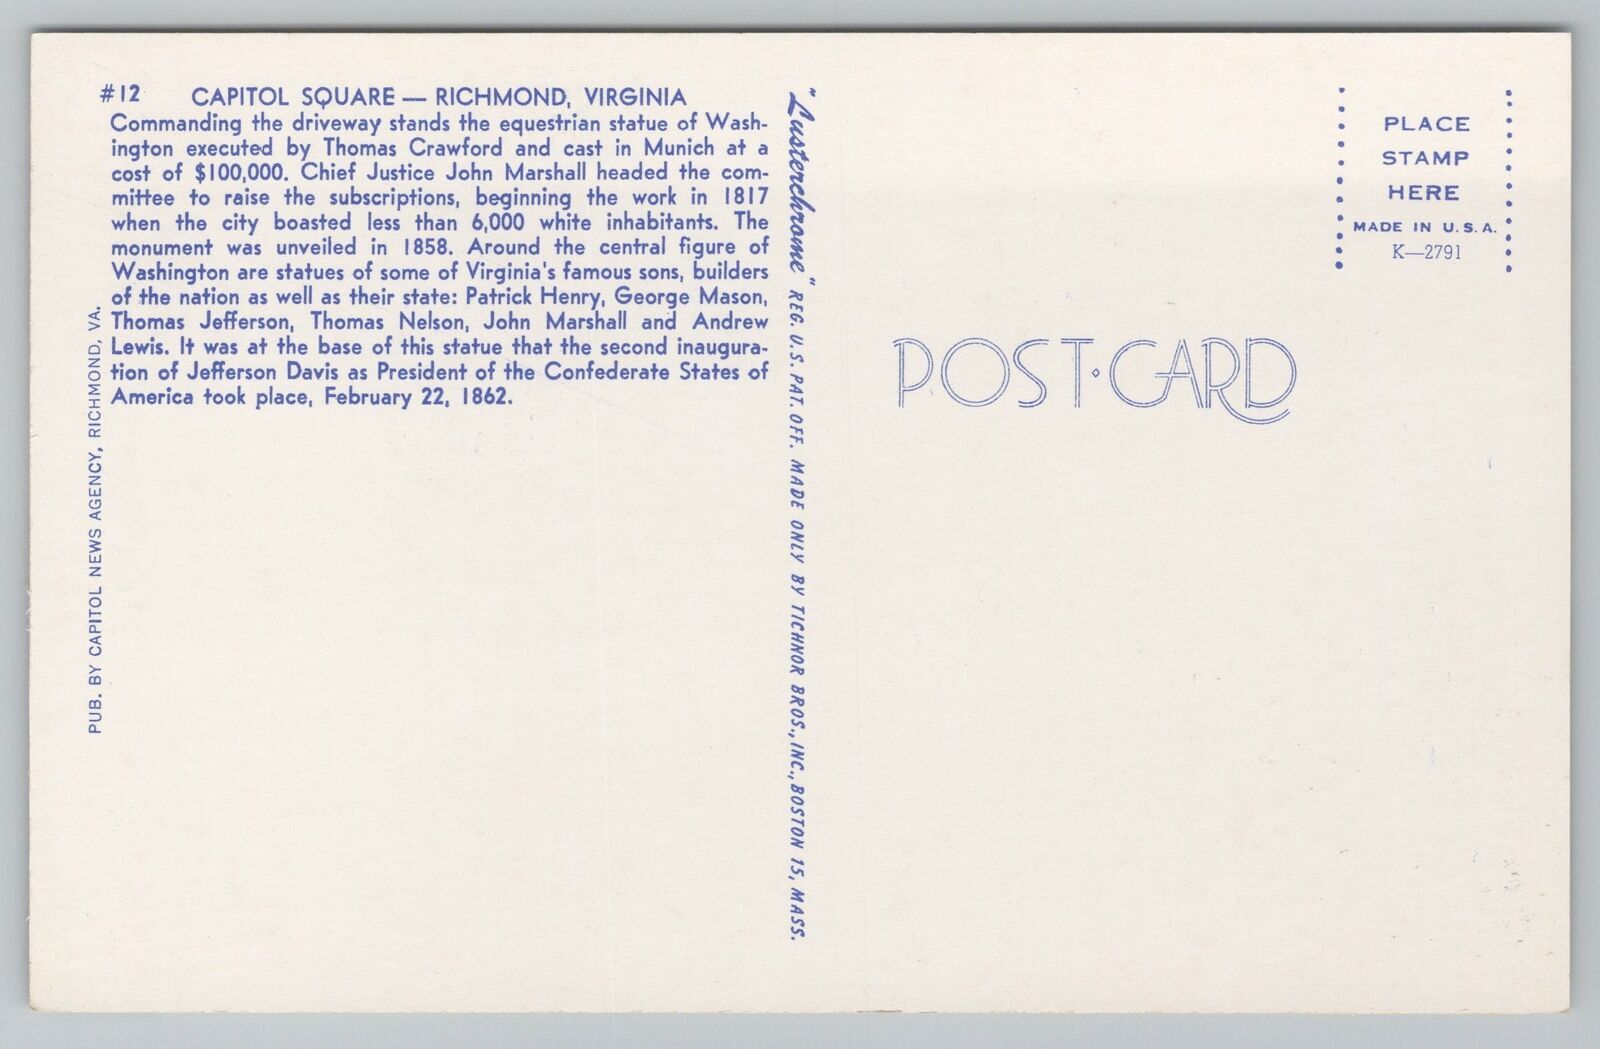 #12 CAPITOL SQUARE — RICHMOND, VIRGINIA
Commanding the driveway stands the equestrian statue of Wash-
ington executed by Thomas Crawford and cast in Munich at a
cost of $100,000. Chief Justice John Marshall headed the com-
mittee to raise the subscriptions, beginning the work in 1817
when the city boasted less than 6,000 white inhabitants. The
monument was unveiled in 1858. Around the central figure of
Washington are statues of some of Virginia's famous sons, builders
of the nation as well as their state: Patrick Henry, George Mason,
Thomas Jefferson, Thomas Nelson, John Marshall and Andrew
Lewis. It was at the base of this statue that the second inaugura-
tion of Jefferson Davis as President of the Confederate States of
America took place, February 22, 1862.
PUB. BY CAPITOL NEWS AGENCY, RICHMOND, VA.
"Lusterchrome" REG. U.S. PAT. OFF. MADE ONLY BY TICHNOR BROS., INC., BOSTON 15, MASS.
POST·CARD
PLACE
STAMP
HERE
MADE IN U.S.A.
K—2791